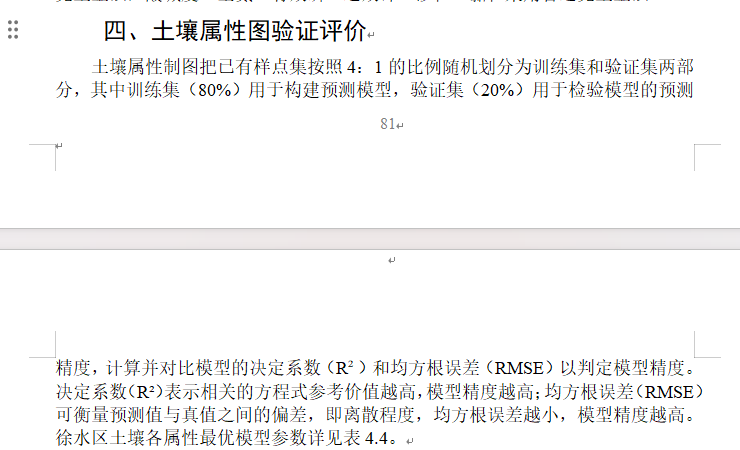 四、土壤属性图验证评价
土壤属性制图把已有样点集按照 4：1 的比例随机划分为训练集和验证集两部
分，其中训练集（80%）用于构建预测模型，验证集（20%）用于检验模型的预测
81
精度，计算并对比模型的决定系数（R²）和均方根误差（RMSE）以判定模型精度。
决定系数（R²）表示相关的方程式参考价值越高，模型精度越高；均方根误差（RMSE）
可衡量预测值与真值之间的偏差，即离散程度，均方根误差越小，模型精度越高。
徐水区土壤各属性最优模型参数详见表 4.4。